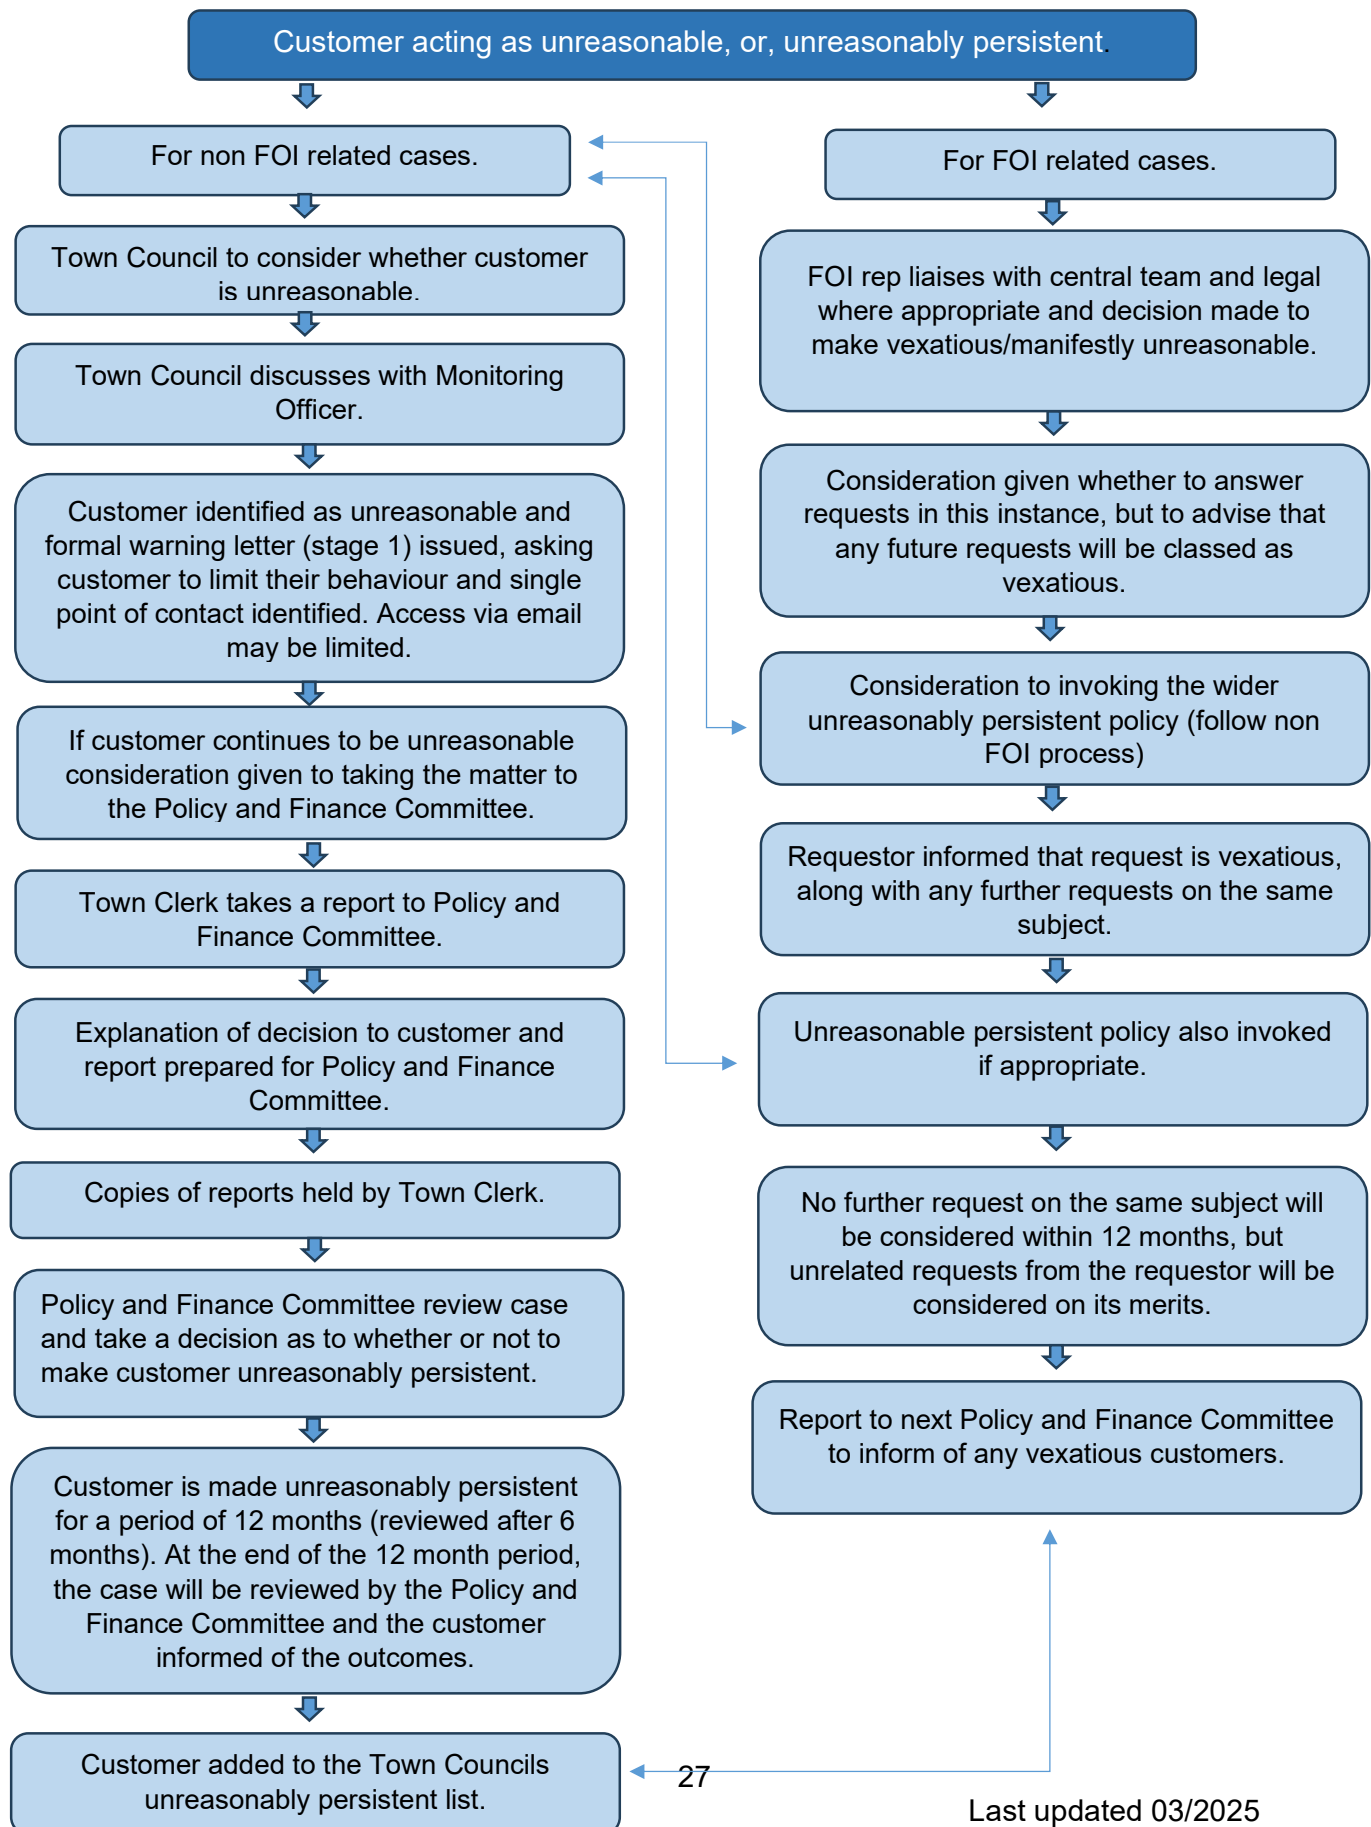 Customer acting as unreasonable, or, unreasonably persistent.
For non FOI related cases.
Town Council to consider whether customer
is unreasonable.
Town Council discusses with Monitoring
Officer.
Customer identified as unreasonable and
formal warning letter (stage 1) issued, asking
customer to limit their behaviour and single
point of contact identified. Access via email
may be limited.
If customer continues to be unreasonable
consideration given to taking the matter to
the Policy and Finance Committee.
Town Clerk takes a report to Policy and
Finance Committee.
Explanation of decision to customer and
report prepared for Policy and Finance
Committee.
Copies of reports held by Town Clerk.
Policy and Finance Committee review case
and take a decision as to whether or not to
make customer unreasonably persistent.
Customer is made unreasonably persistent
for a period of 12 months (reviewed after 6
months). At the end of the 12 month period,
the case will be reviewed by the Policy and
Finance Committee and the customer
informed of the outcomes.
Customer added to the Town Councils
unreasonably persistent list.
For FOI related cases.
FOI rep liaises with central team and legal
where appropriate and decision made to
make vexatious/manifestly unreasonable.
Consideration given whether to answer
requests in this instance, but to advise that
any future requests will be classed as
vexatious.
Consideration to invoking the wider
unreasonably persistent policy (follow non
FOI process)
Requestor informed that request is vexatious,
along with any further requests on the same
subject.
Unreasonable persistent policy also invoked
if appropriate.
No further request on the same subject will
be considered within 12 months, but
unrelated requests from the requestor will be
considered on its merits.
Report to next Policy and Finance Committee
to inform of any vexatious customers.
27
Last updated 03/2025